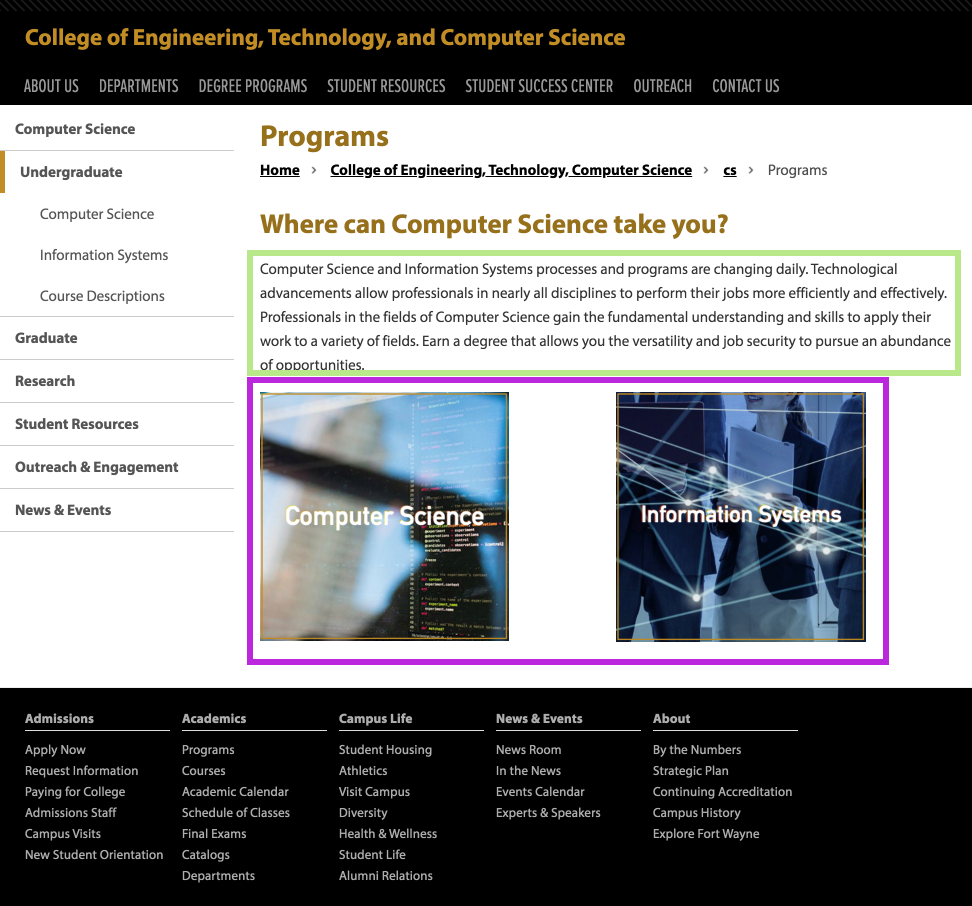 College of Engineering, Technology, and Computer Science
ABOUT US DEPARTMENTS DEGREE PROGRAMS STUDENT RESOURCES STUDENT SUCCESS CENTER OUTREACH CONTACT US
Computer Science
Undergraduate
Computer Science
Information Systems
Course Descriptions
Graduate
Research
Student Resources
Outreach & Engagement
News & Events
Programs
Home › College of Engineering, Technology, Computer Science › cs › Programs
Where can Computer Science take you?
Computer Science and Information Systems processes and programs are changing daily. Technological
advancements allow professionals in nearly all disciplines to perform their jobs more efficiently and effectively.
Professionals in the fields of Computer Science gain the fundamental understanding and skills to apply their
work to a variety of fields. Earn a degree that allows you the versatility and job security to pursue an abundance
of opportunities.
Computer Science
Information Systems
Admissions
Apply Now
Request Information
Paying for College
Admissions Staff
Campus Visits
New Student Orientation
Academics
Programs
Courses
Academic Calendar
Schedule of Classes
Final Exams
Catalogs
Departments
Campus Life
Student Housing
Athletics
Visit Campus
Diversity
Health & Wellness
Student Life
Alumni Relations
News & Events
News Room
In the News
Events Calendar
Experts & Speakers
About
By the Numbers
Strategic Plan
Continuing Accreditation
Campus History
Explore Fort Wayne